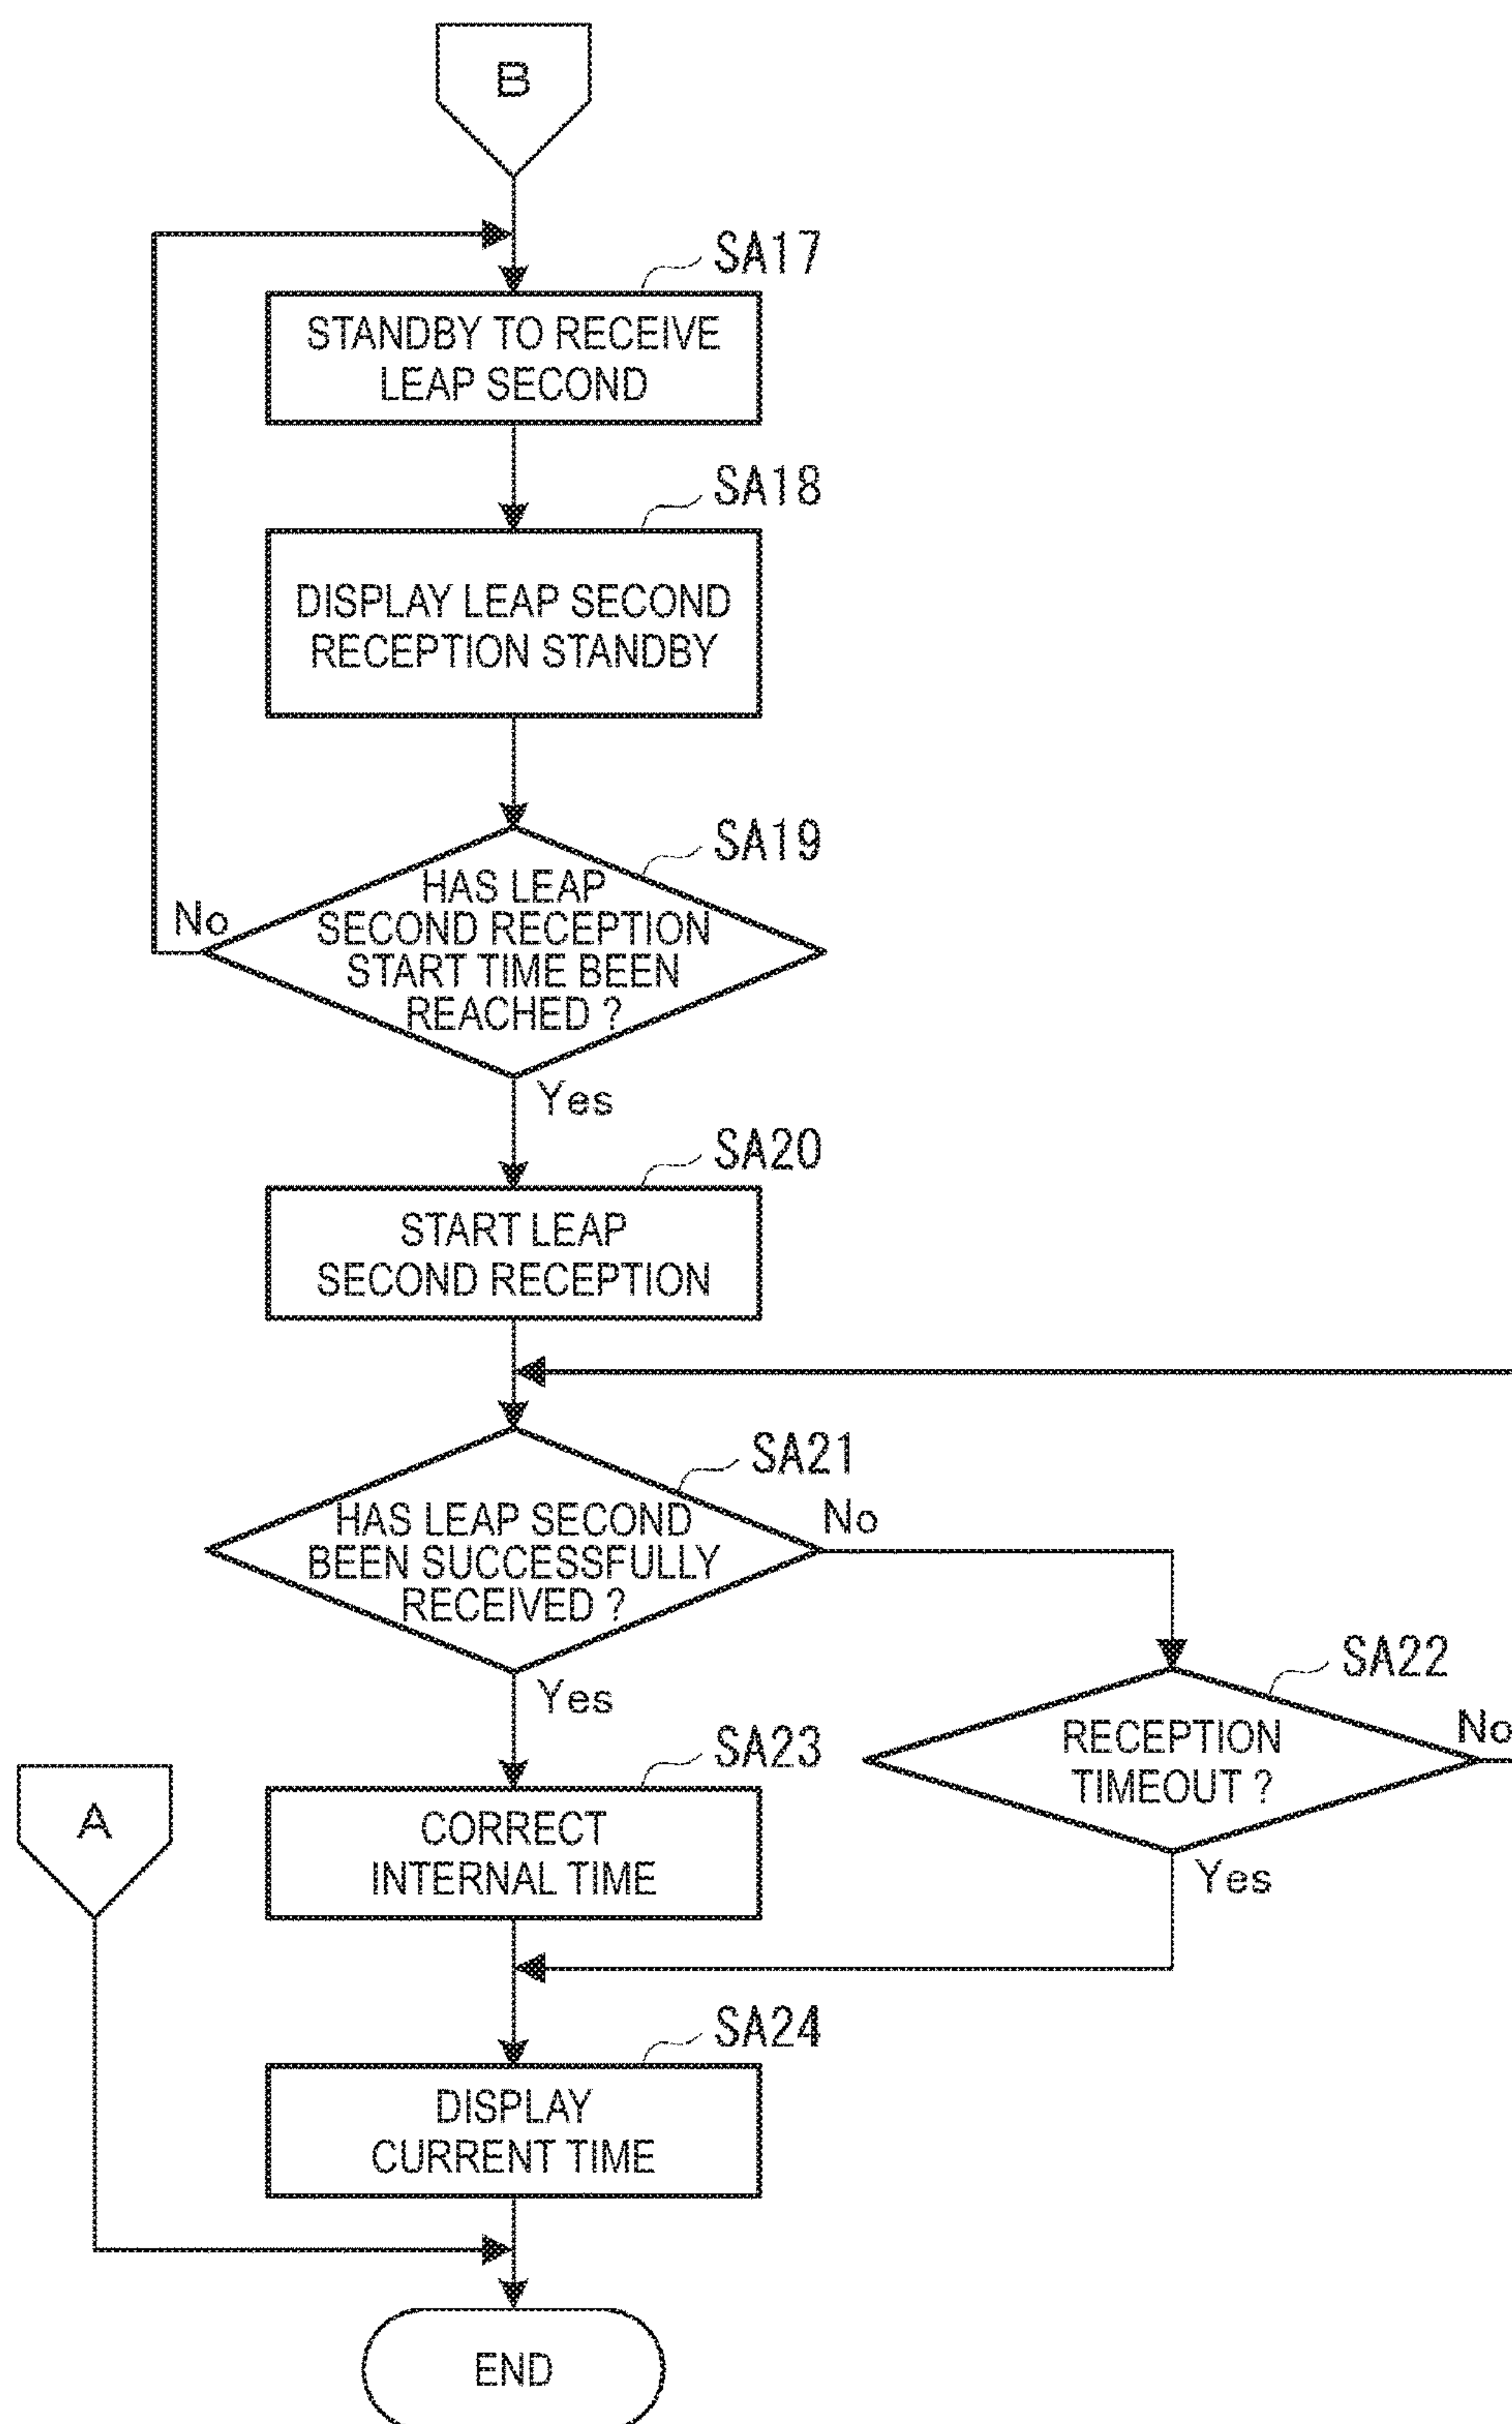 B
SA17
STANDBY TO RECEIVE
LEAP SECOND
SA18
DISPLAY LEAP SECOND
RECEPTION STANDBY
SA19
HAS LEAP
SECOND RECEPTION
START TIME BEEN
REACHED ?
No
Yes
SA20
START LEAP
SECOND RECEPTION
SA21
HAS LEAP SECOND
BEEN SUCCESSFULLY
RECEIVED ?
No
Yes
SA22
RECEPTION
TIMEOUT ?
No
Yes
SA23
CORRECT
INTERNAL TIME
A
SA24
DISPLAY
CURRENT TIME
END